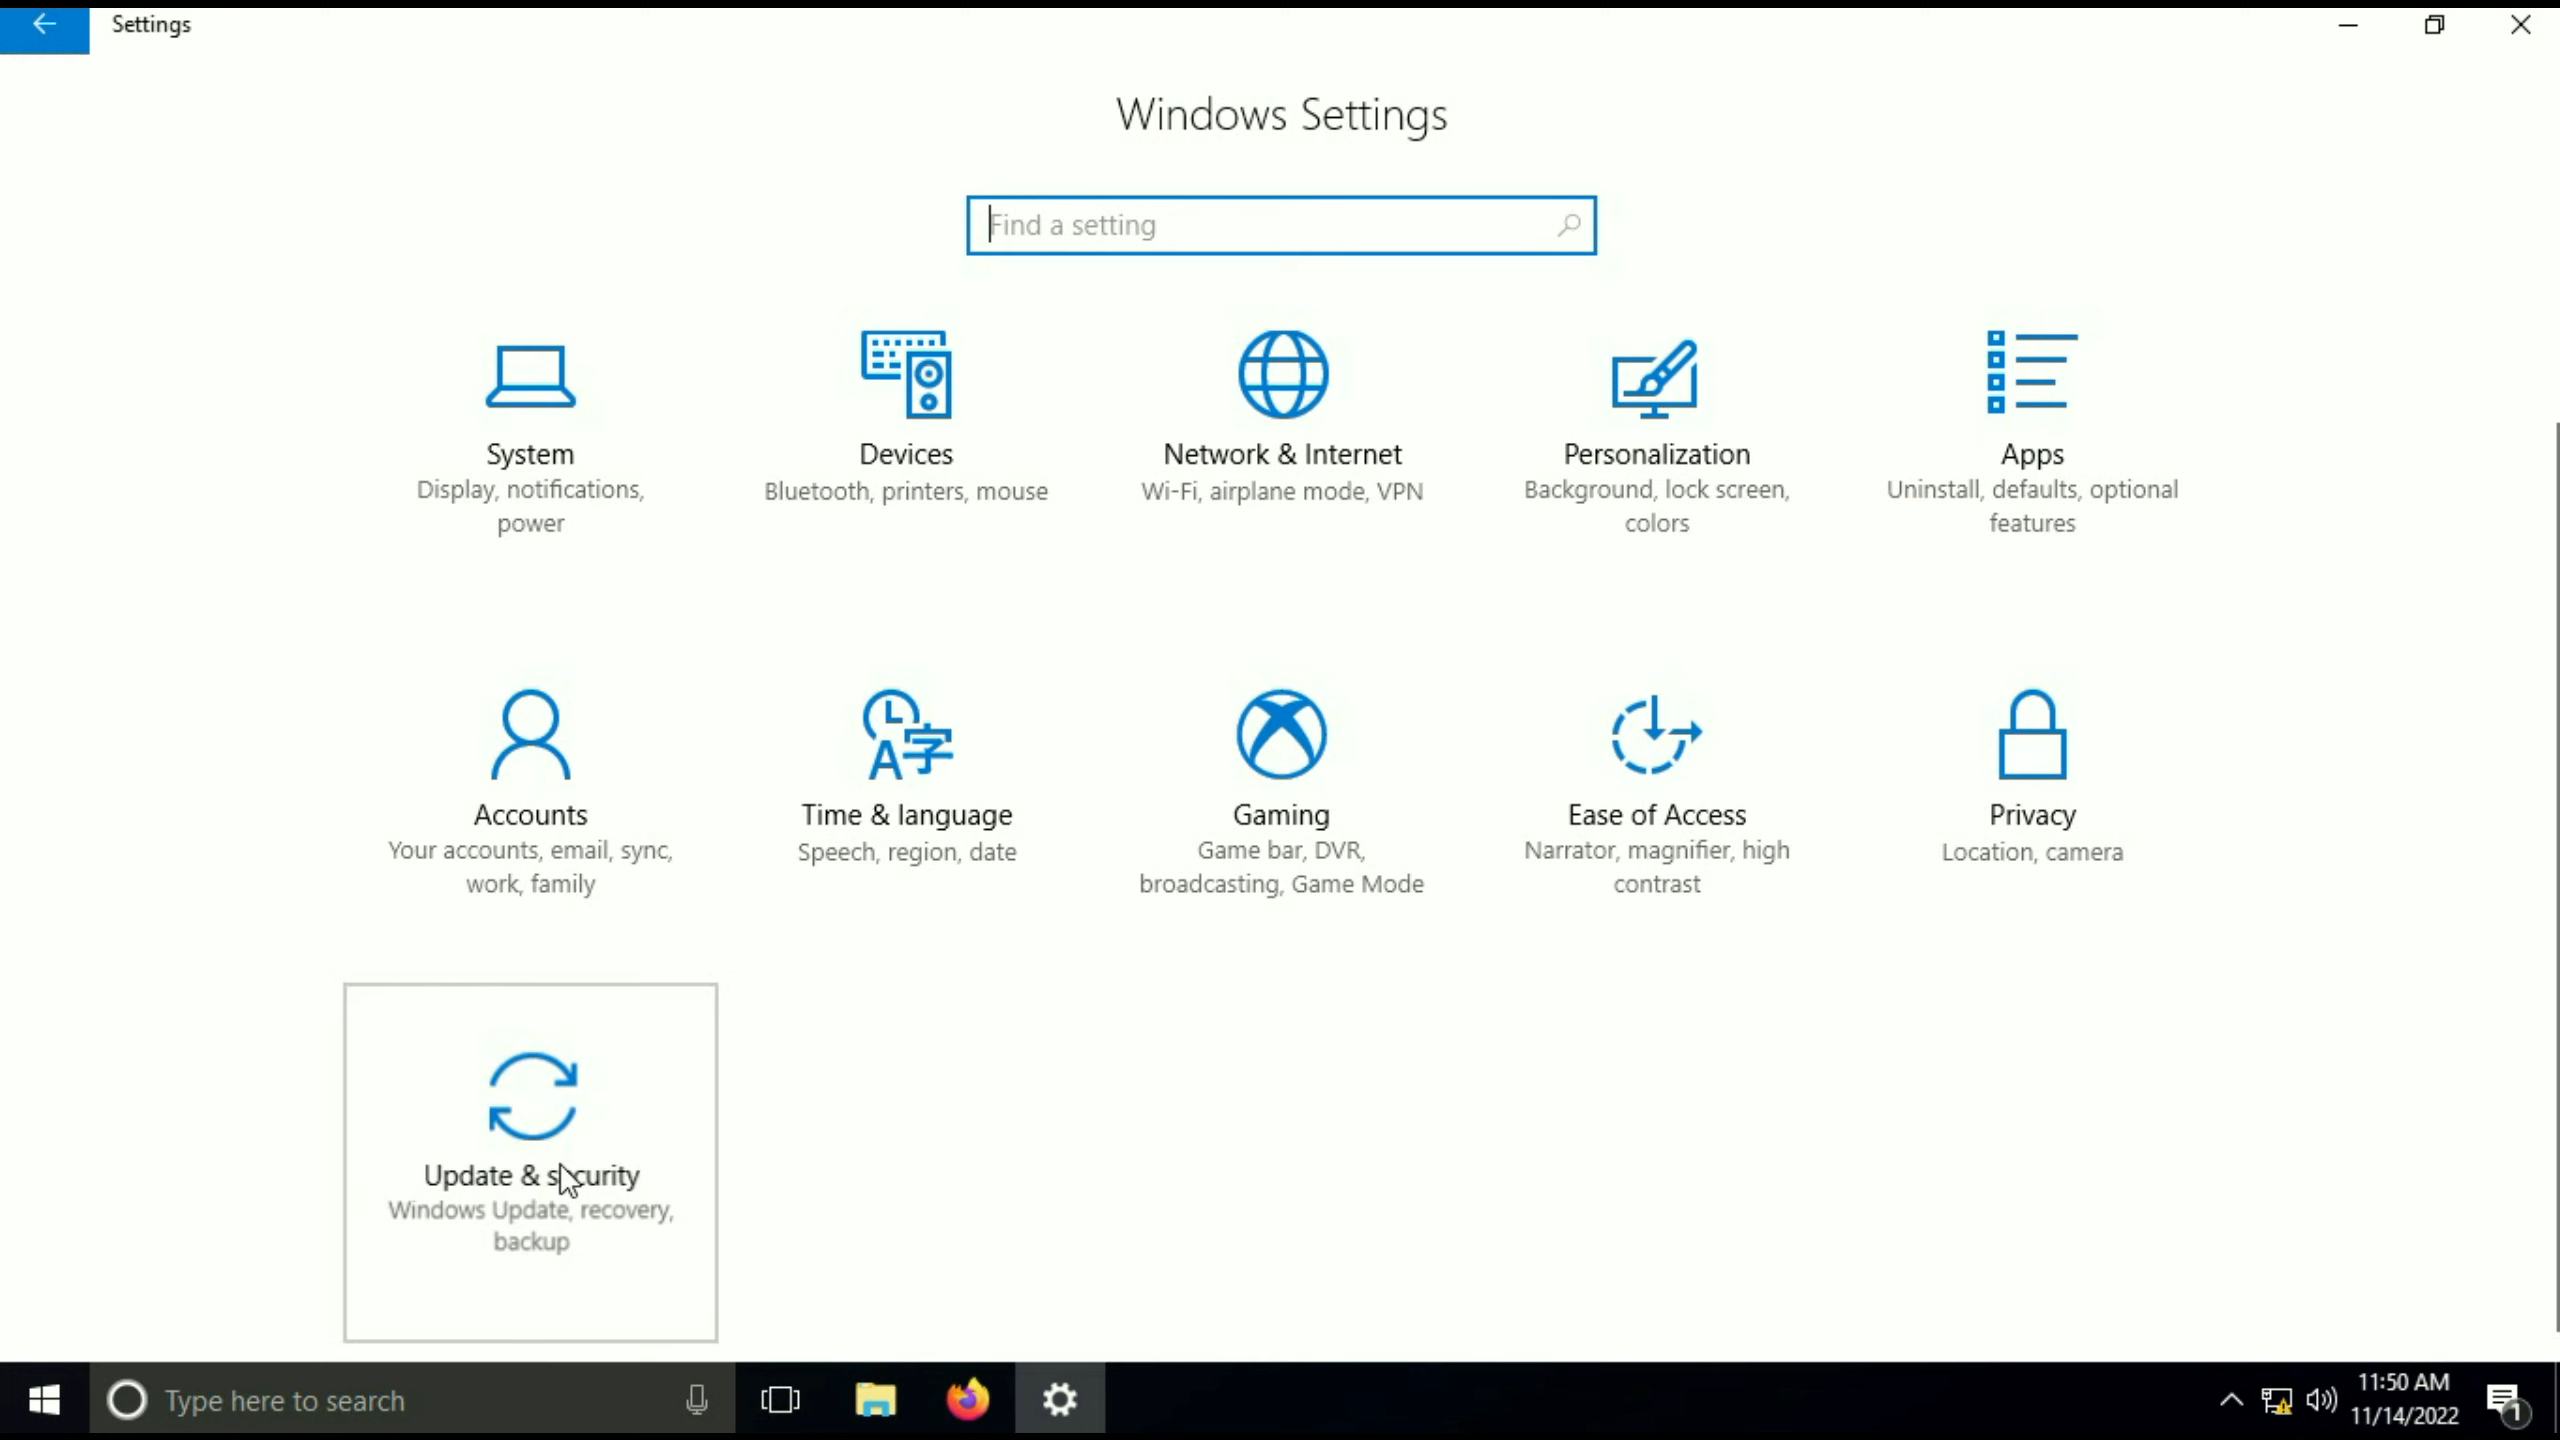 Settings
Windows Settings
Find a setting
System
Display, notifications,
power
Devices
Bluetooth, printers, mouse
Network & Internet
Wi-Fi, airplane mode, VPN
Personalization
Background, lock screen,
colors
Apps
Uninstall, defaults, optional
features
Accounts
Your accounts, email, sync,
work, family
Time & language
Speech, region, date
Gaming
Game bar, DVR,
broadcasting, Game Mode
Ease of Access
Narrator, magnifier, high
contrast
Privacy
Location, camera
Update & security
Windows Update, recovery,
backup
Type here to search
11:50 AM
11/14/2022
1